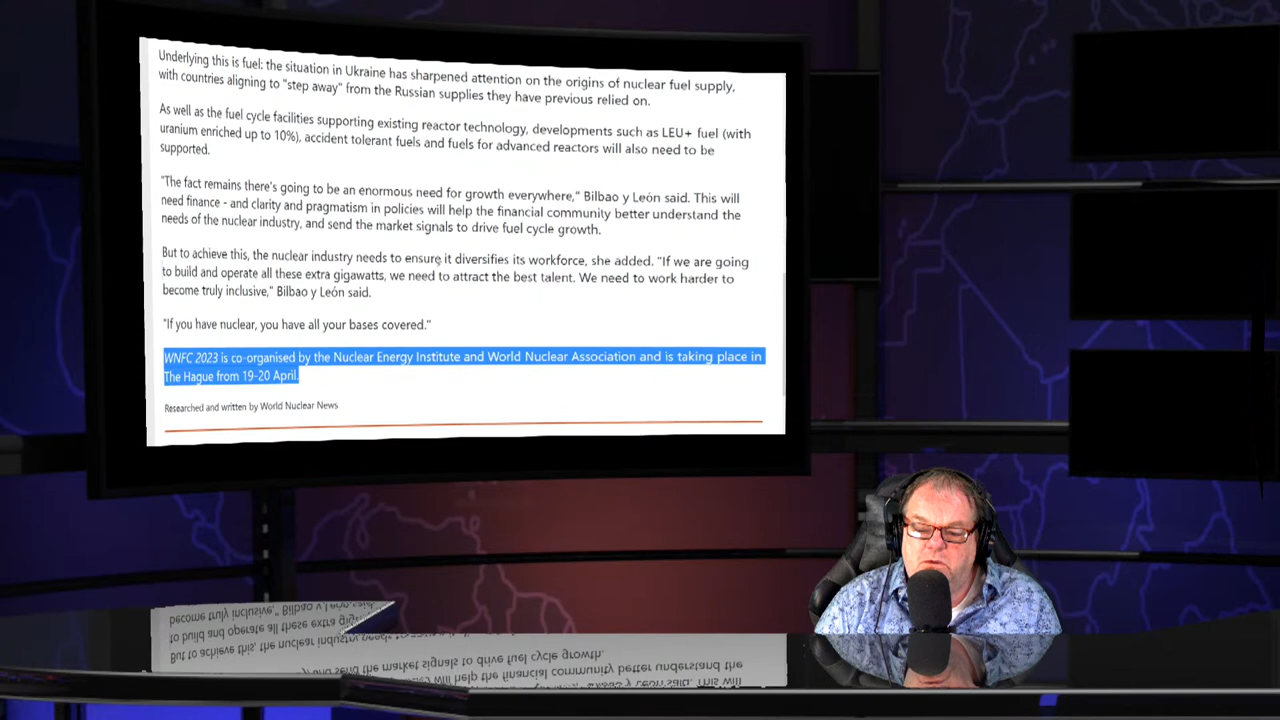 Underlying this is fuel: the situation in Ukraine has sharpened attention on the origins of nuclear fuel supply,
with countries aligning to "step away" from the Russian supplies they have previous relied on.
As well as the fuel cycle facilities supporting existing reactor technology, developments such as LEU+ fuel (with
uranium enriched up to 10%), accident tolerant fuels and fuels for advanced reactors will also need to be
supported.
"The fact remains there's going to be an enormous need for growth everywhere," Bilbao y León said. This will
need finance - and clarity and pragmatism in policies will help the financial community better understand the
needs of the nuclear industry, and send the market signals to drive fuel cycle growth.
But to achieve this, the nuclear industry needs to ensure it diversifies its workforce, she added. "If we are going
to build and operate all these extra gigawatts, we need to attract the best talent. We need to work harder to
become truly inclusive," Bilbao y León said.
"If you have nuclear, you have all your bases covered."
WNFC 2023 is co-organised by the Nuclear Energy Institute and World Nuclear Association and is taking place in
The Hague from 19-20 April.
Researched and written by World Nuclear News